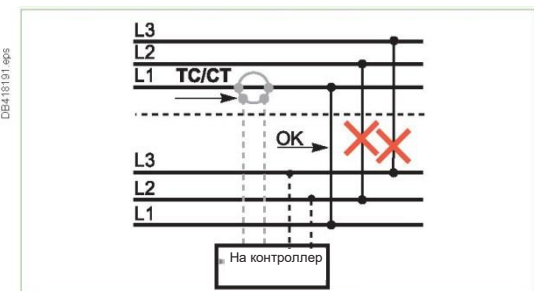 DB418191.eps
L3
L2
L1 TC/CT
OK
L3
L2
L1
На контроллер